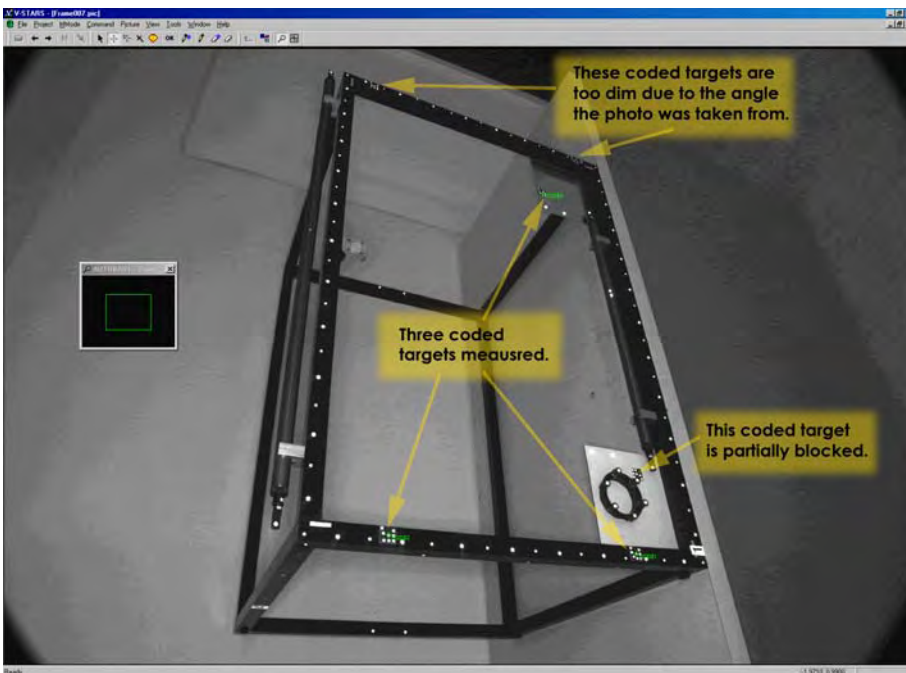 V-STARS - [Frame007.pic]
File Project MMode Command Picture View Tools Window Help
OK
These coded targets are
too dim due to the angle
the photo was taken from.
Three coded
targets meausred.
This coded target
is partially blocked.
Ready